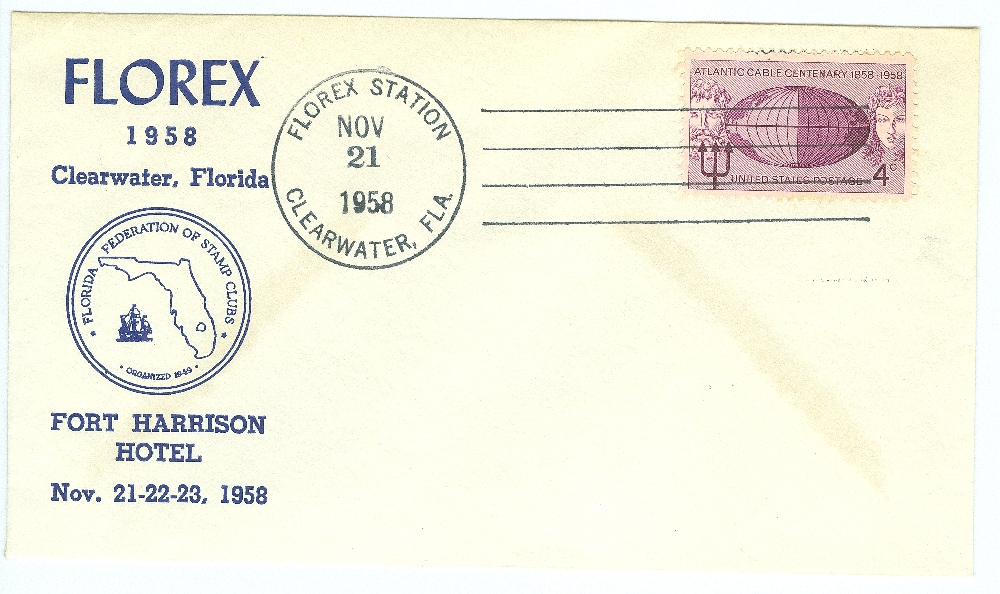 FLOREX
1958
Clearwater, Florida
FLORIDA FEDERATION OF STAMP CLUBS
• ORGANIZED 1949 •
FORT HARRISON
HOTEL
Nov. 21-22-23, 1958
FLOREX STATION
NOV
21
1958
CLEARWATER, FLA.
ATLANTIC CABLE CENTENARY 1858-1958
UNITED STATES POSTAGE
4c